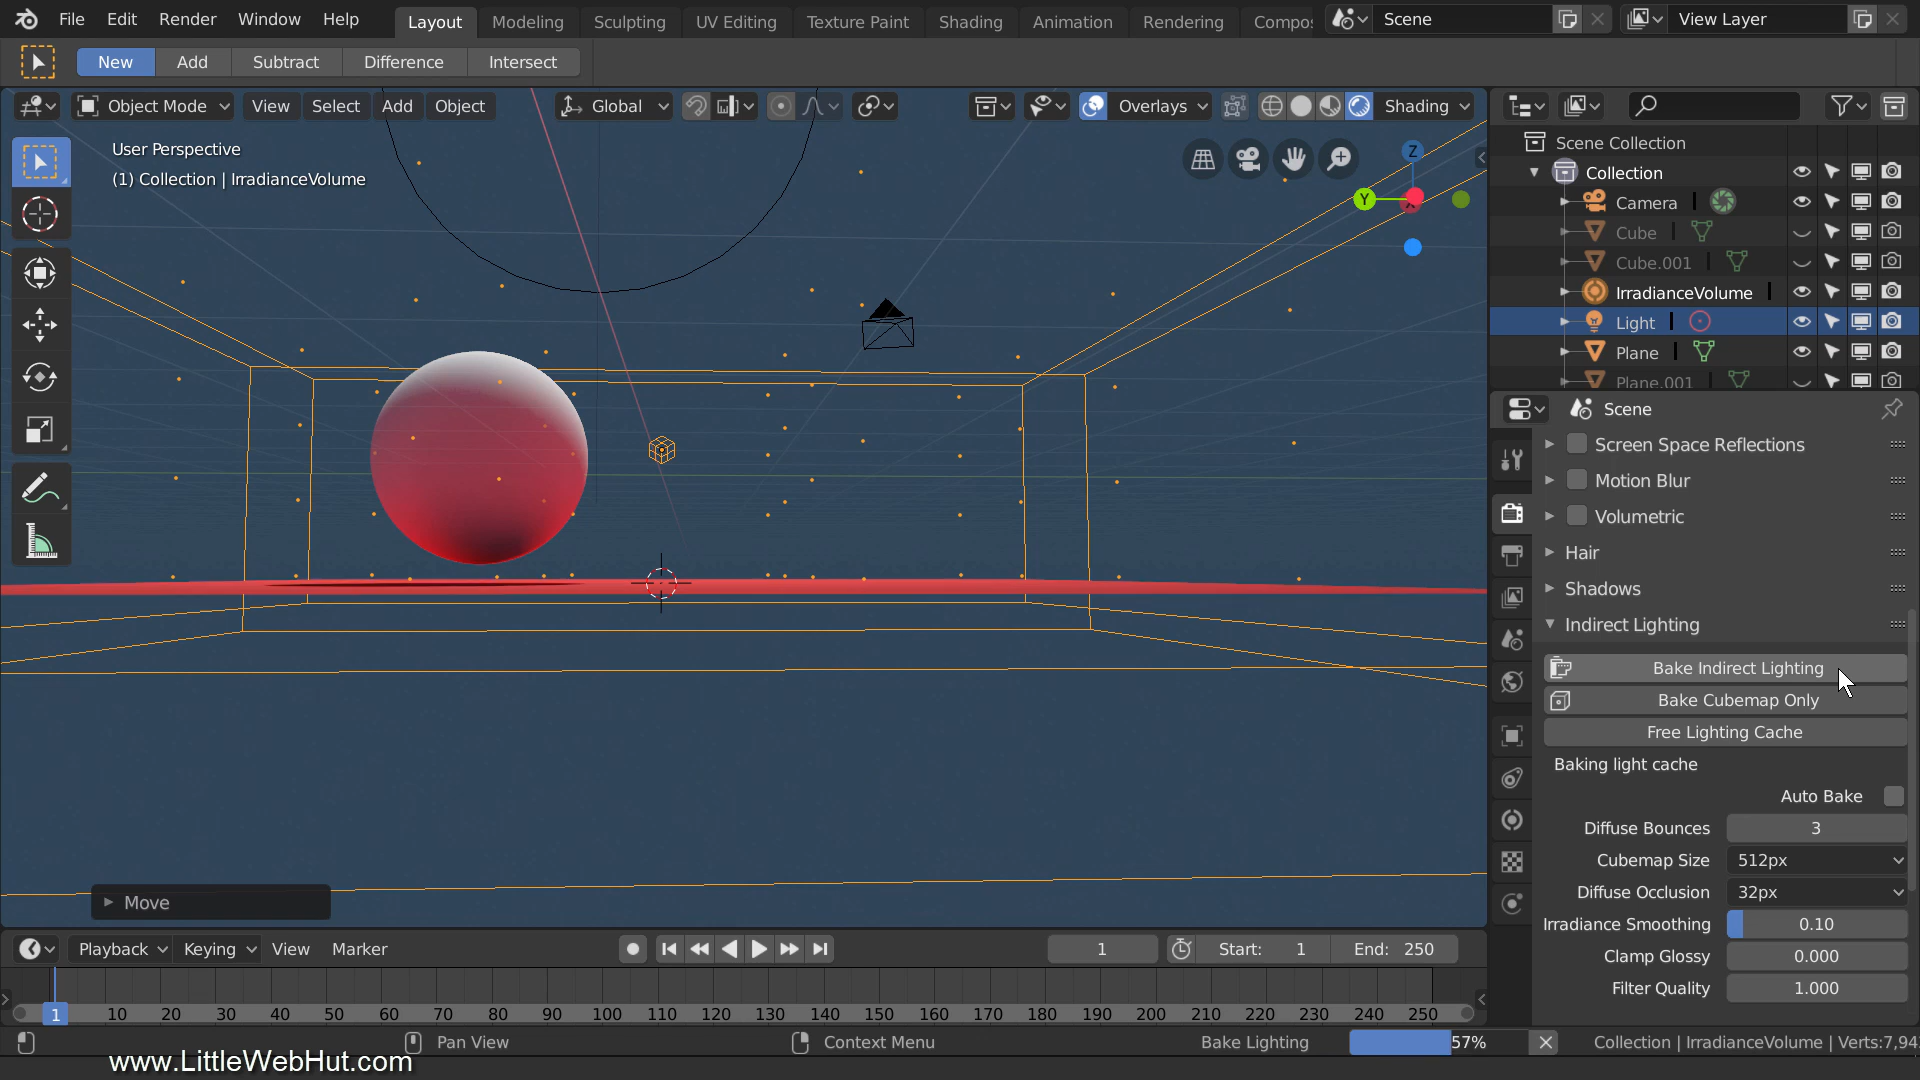 File Edit Render Window Help Layout Modeling Sculpting UV Editing Texture Paint Shading Animation Rendering Compos Scene View Layer
New Add Subtract Difference Intersect
Object Mode View Select Add Object Global Overlays Shading
User Perspective
(1) Collection | IrradianceVolume
Z
Y
X
Move
Scene Collection
Collection
Camera
Cube
Cube.001
IrradianceVolume
Light
Plane
Plane.001
Scene
Screen Space Reflections
Motion Blur
Volumetric
Hair
Shadows
Indirect Lighting
Bake Indirect Lighting
Bake Cubemap Only
Free Lighting Cache
Baking light cache
Auto Bake
Diffuse Bounces 3
Cubemap Size 512px
Diffuse Occlusion 32px
Irradiance Smoothing 0.10
Clamp Glossy 0.000
Filter Quality 1.000
Playback Keying View Marker 1 Start: 1 End: 250
1 10 20 30 40 50 60 70 80 90 100 110 120 130 140 150 160 170 180 190 200 210 220 230 240 250
Pan View Context Menu Bake Lighting 57% Collection | IrradianceVolume | Verts:7,94
www.LittleWebHut.com